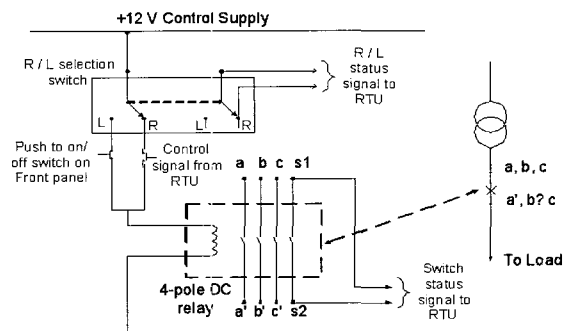 +12 V Control Supply
R / L selection
switch
R / L
status
signal to
RTU
L
R
L
R
Push to on/
off switch on
Front panel
Control
signal from
RTU
a b c s1
a, b, c
a', b? c
To Load
4-pole DC
relay
a' b' c' s2
Switch
status
signal to
RTU